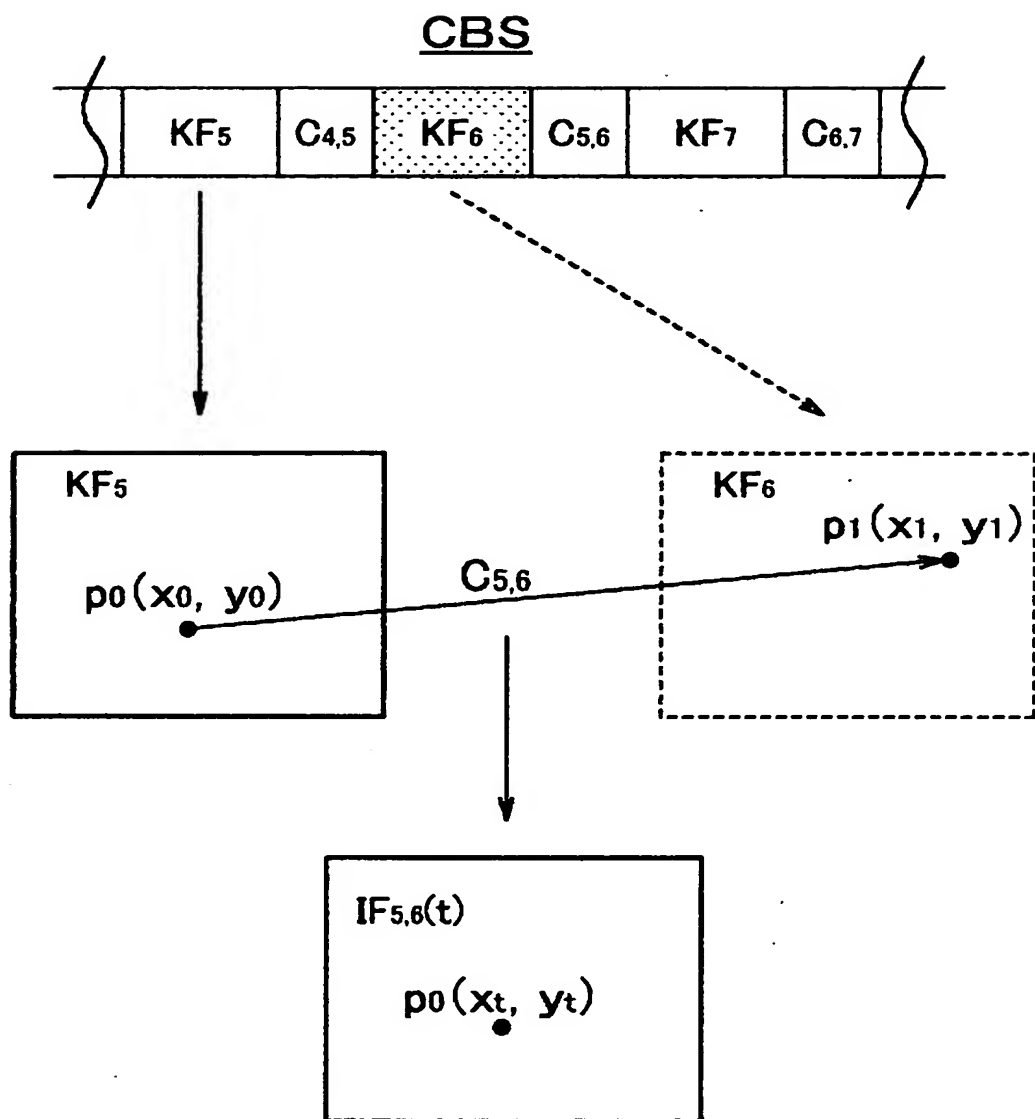 CBS
KF5 C4,5 KF6 C5,6 KF7 C6,7
KF5
KF6
p1(x1, y1)
C5,6
p0(x0, y0)
IF5,6(t)
p0(xt, yt)